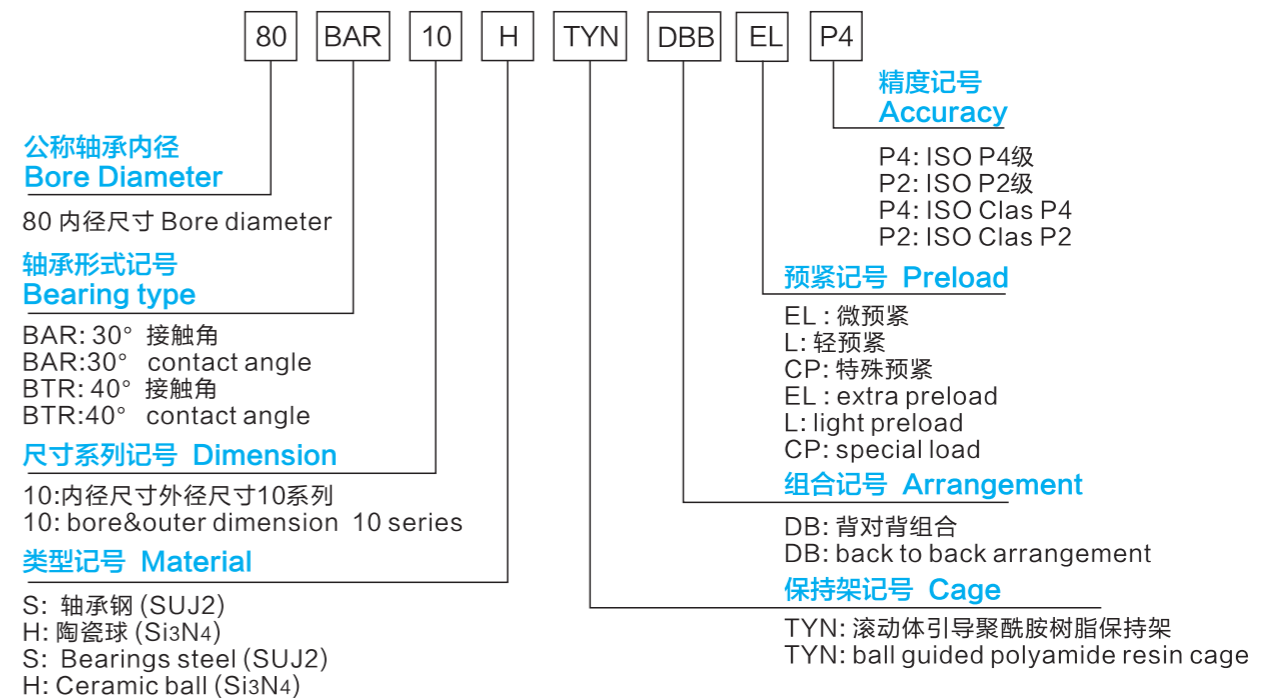 80 BAR 10 H TYN DBB EL P4
公称轴承内径
Bore Diameter
80 内径尺寸 Bore diameter
轴承形式记号
Bearing type
BAR: 30° 接触角
BAR:30° contact angle
BTR: 40° 接触角
BTR:40° contact angle
尺寸系列记号 Dimension
10:内径尺寸外径尺寸10系列
10: bore&outer dimension 10 series
类型记号 Material
S: 轴承钢 (SUJ2)
H: 陶瓷球 (Si3N4)
S: Bearings steel (SUJ2)
H: Ceramic ball (Si3N4)
精度记号
Accuracy
P4: ISO P4级
P2: ISO P2级
P4: ISO Clas P4
P2: ISO Clas P2
预紧记号 Preload
EL : 微预紧
L: 轻预紧
CP: 特殊预紧
EL : extra preload
L: light preload
CP: special load
组合记号 Arrangement
DB: 背对背组合
DB: back to back arrangement
保持架记号 Cage
TYN: 滚动体引导聚酰胺树脂保持架
TYN: ball guided polyamide resin cage